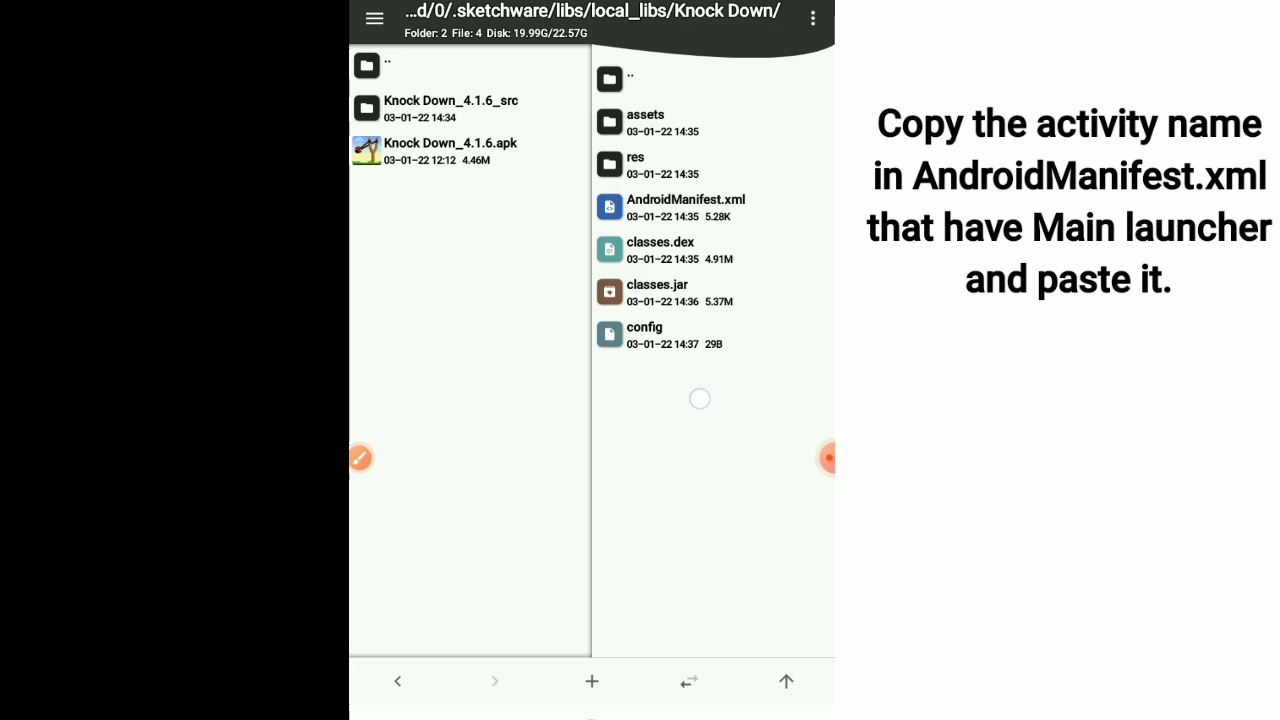 ...d/0/.sketchware/libs/local_libs/Knock Down/
Folder: 2 File: 4 Disk: 19.99G/22.57G
..
Knock Down_4.1.6_src
03-01-22 14:34
Knock Down_4.1.6.apk
03-01-22 12:12 4.46M
..
assets
03-01-22 14:35
res
03-01-22 14:35
AndroidManifest.xml
03-01-22 14:35 5.28K
classes.dex
03-01-22 14:35 4.91M
classes.jar
03-01-22 14:36 5.37M
config
03-01-22 14:37 29B
Copy the activity name
in AndroidManifest.xml
that have Main launcher
and paste it.